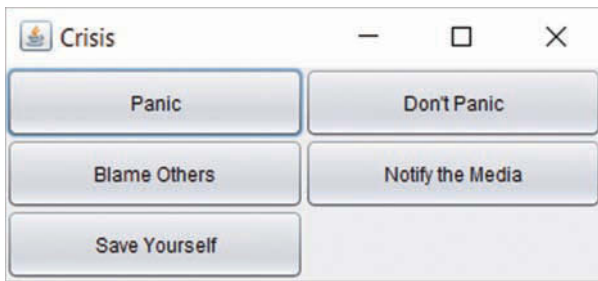 Crisis
Panic
Don't Panic
Blame Others
Notify the Media
Save Yourself